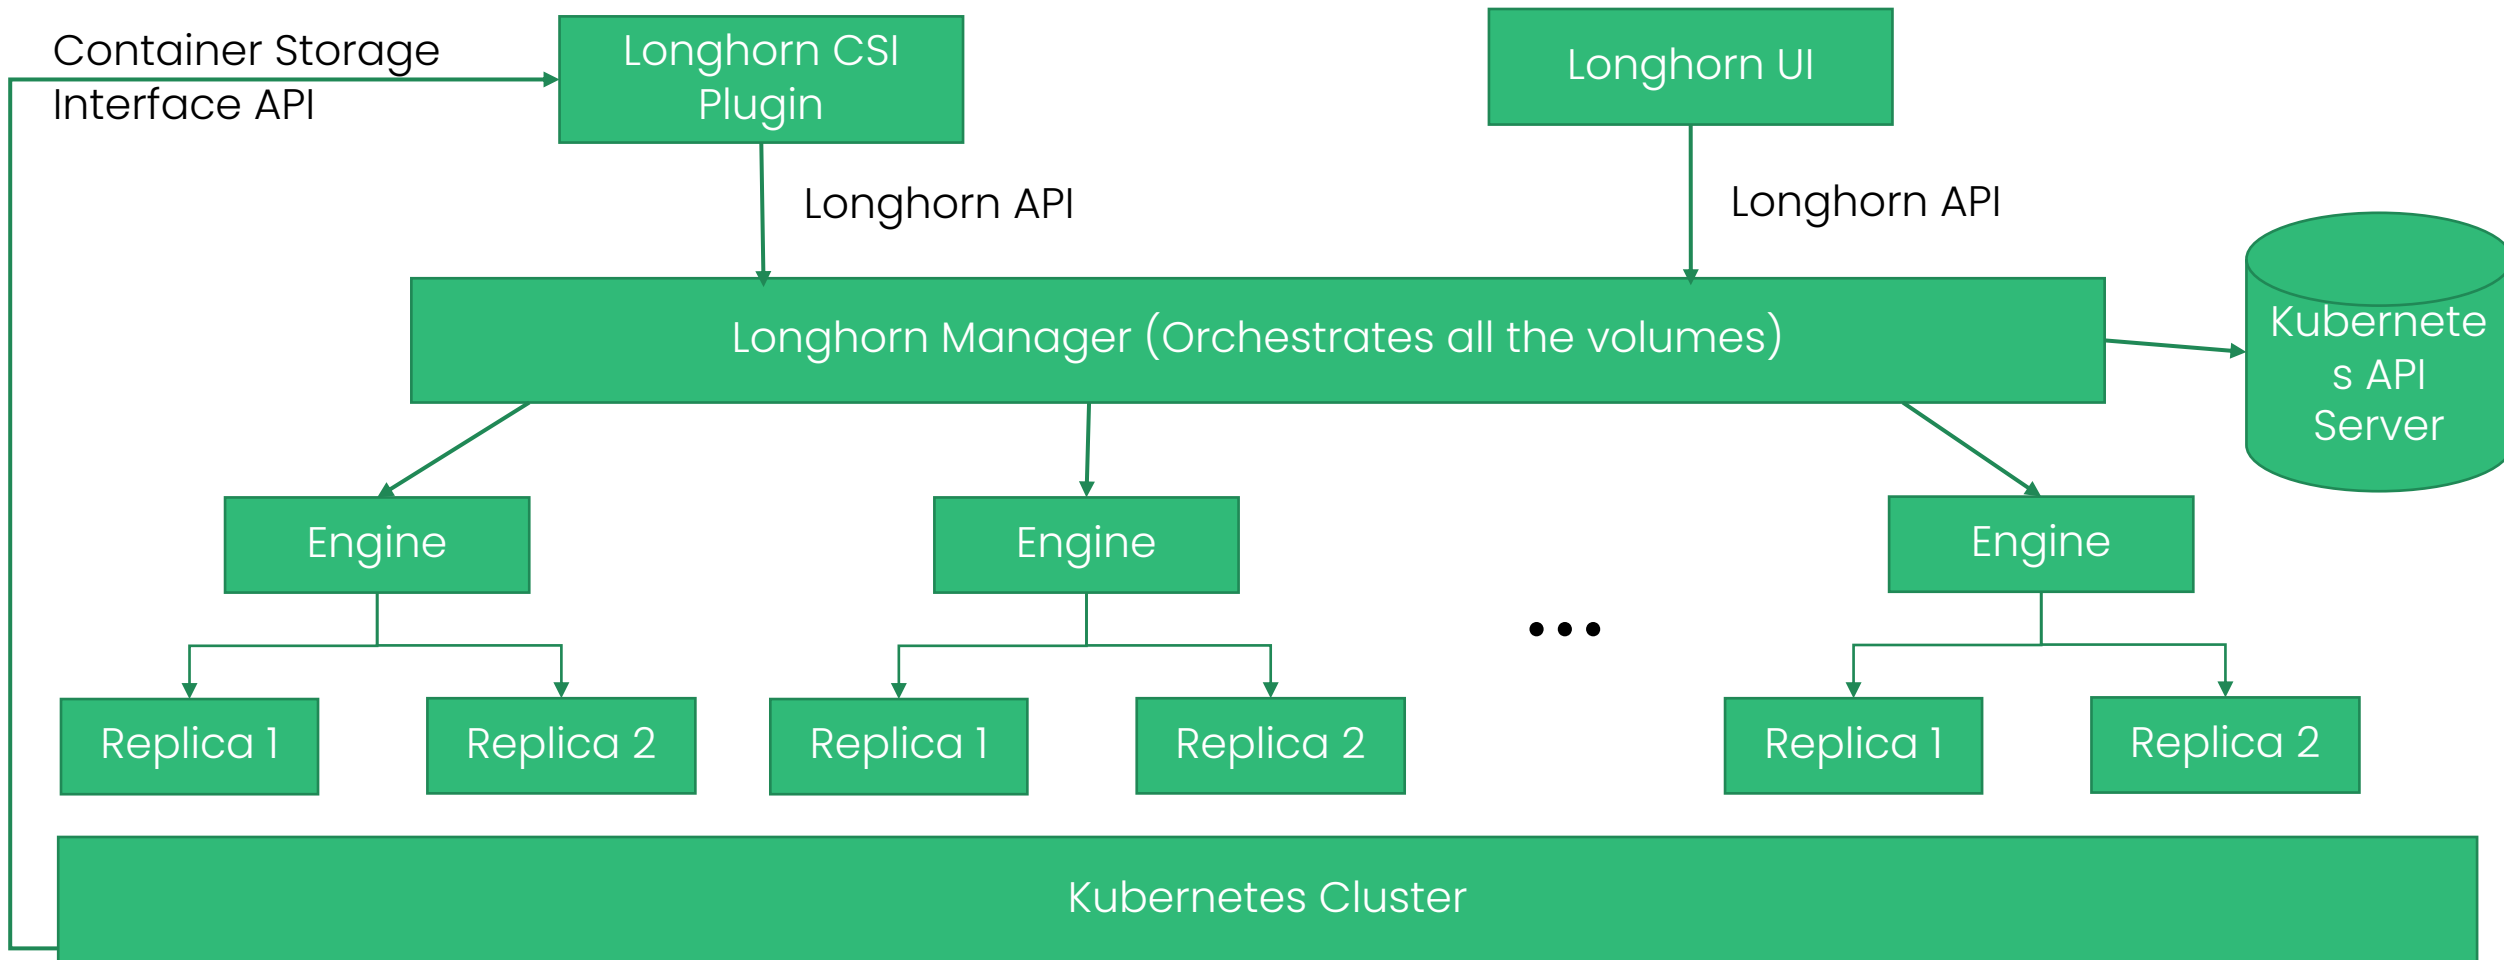 Container Storage
Interface API
Longhorn CSI
Plugin
Longhorn UI
Longhorn API
Longhorn API
Longhorn Manager (Orchestrates all the volumes)
Kubernete
s API
Server
Engine
Engine
Engine
•••
Replica 1
Replica 2
Replica 1
Replica 2
Replica 1
Replica 2
Kubernetes Cluster